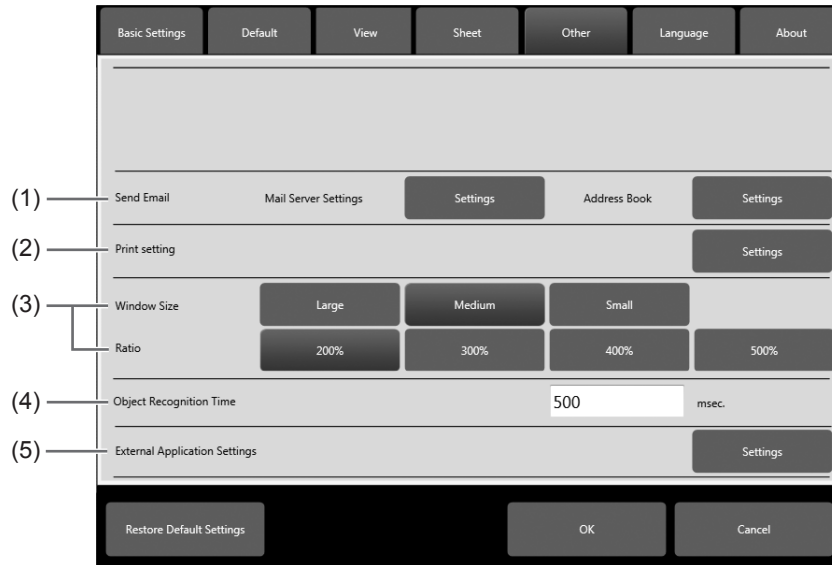 Basic Settings Default View Sheet Other Language About
(1) Send Email Mail Server Settings Settings Address Book Settings
(2) Print setting Settings
(3) Window Size Large Medium Small
Ratio 200% 300% 400% 500%
(4) Object Recognition Time 500 msec.
(5) External Application Settings Settings
Restore Default Settings OK Cancel